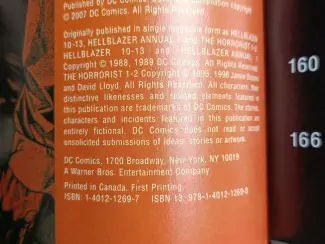 Published by DC Comics. Cover and compilation copyright
© 2007 DC Comics. All Rights Reserved.
Originally published in single magazine form as HELLBLAZER
10-13, HELLBLAZER ANNUAL 1 and THE HORRORIST 1-2
HELLBLAZER 10-13 and HELLBLAZER ANNUAL 1
Copyright © 1988, 1989 DC Comics. All Rights Reserved.
THE HORRORIST 1-2 Copyright © 1995, 1996 Jamie Delano
and David Lloyd. All Rights Reserved. All characters, their
distinctive likenesses and related elements featured in
this publication are trademarks of DC Comics. The stories,
characters and incidents featured in this publication are
entirely fictional. DC Comics does not read or accept
unsolicited submissions of ideas, stories or artwork.
DC Comics, 1700 Broadway, New York, NY 10019
A Warner Bros. Entertainment Company
Printed in Canada. First Printing.
ISBN: 1-4012-1269-7 ISBN 13: 978-1-4012-1269-8
160
166